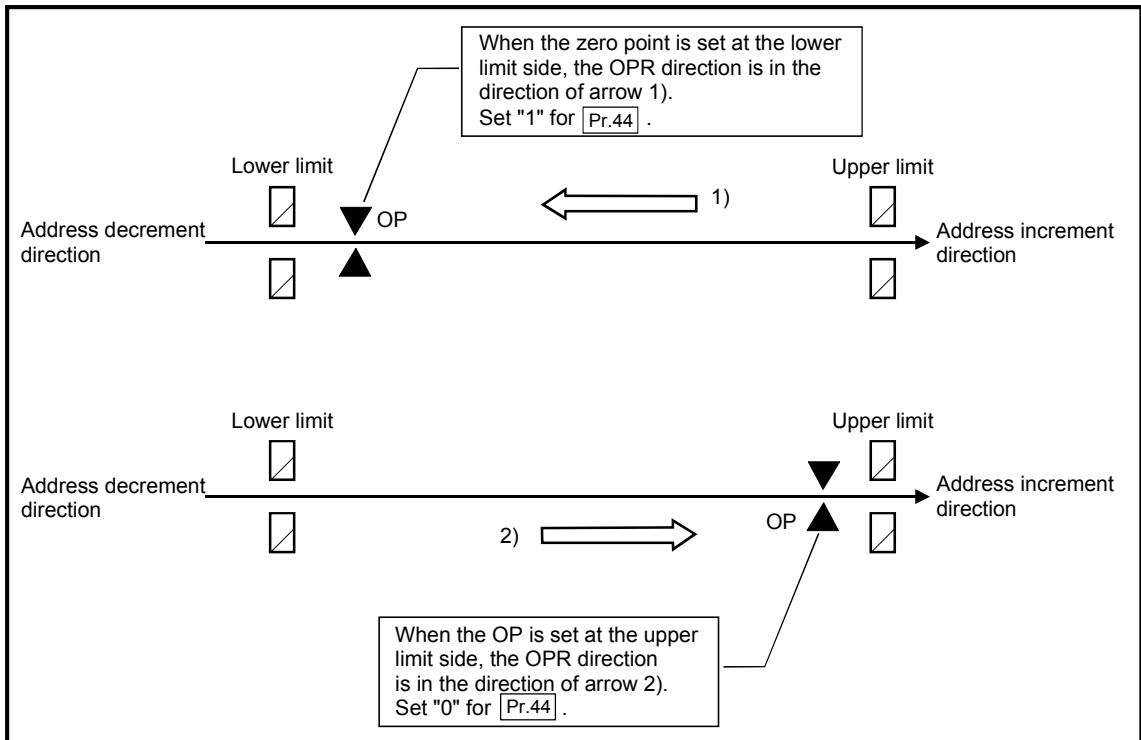 When the zero point is set at the lower
limit side, the OPR direction is in the
direction of arrow 1).
Set "1" for Pr.44 .
Lower limit
Upper limit
1)
OP
Address decrement
direction
Address increment
direction
Lower limit
Upper limit
Address decrement
direction
Address increment
direction
2)
OP
When the OP is set at the upper
limit side, the OPR direction
is in the direction of arrow 2).
Set "0" for Pr.44 .